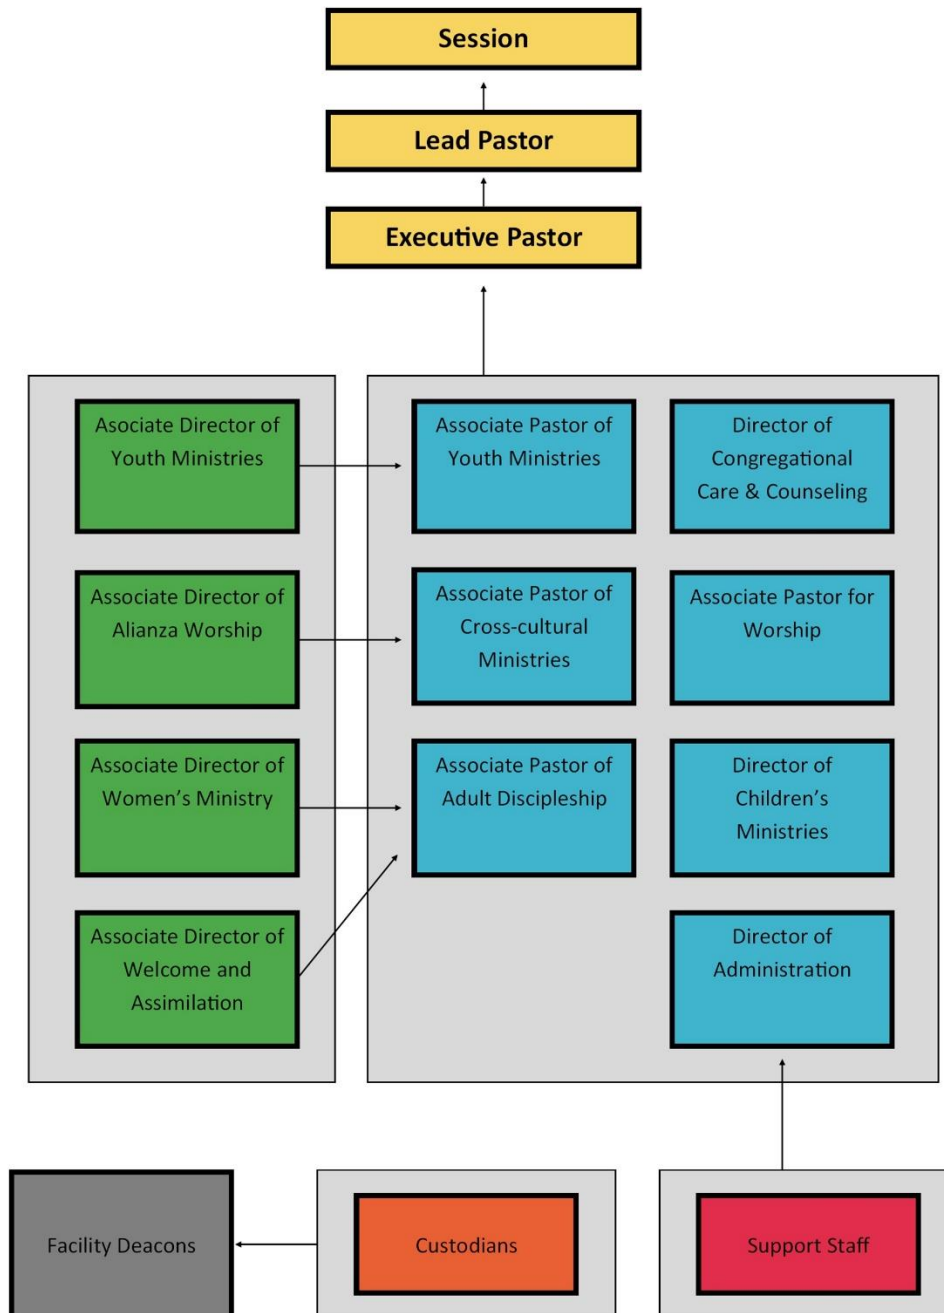 Session
Lead Pastor
Executive Pastor
Asociate Director of
Youth Ministries
Associate Pastor of
Youth Ministries
Director of
Congregational
Care & Counseling
Associate Director of
Alianza Worship
Associate Pastor of
Cross-cultural
Ministries
Associate Pastor for
Worship
Associate Director of
Women’s Ministry
Associate Pastor of
Adult Discipleship
Director of
Children’s
Ministries
Associate Director of
Welcome and
Assimilation
Director of
Administration
Facility Deacons
Custodians
Support Staff